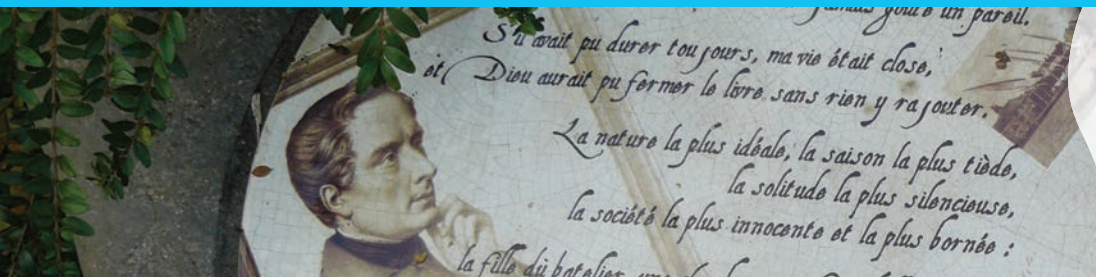 jamais goûté un pareil.
S'il avait pu durer toujours, ma vie était close,
et Dieu aurait pu fermer le livre sans rien y rajouter.
La nature la plus idéale, la saison la plus tiède,
la solitude la plus silencieuse,
la société la plus innocente et la plus bornée :
la fille du batelier, une